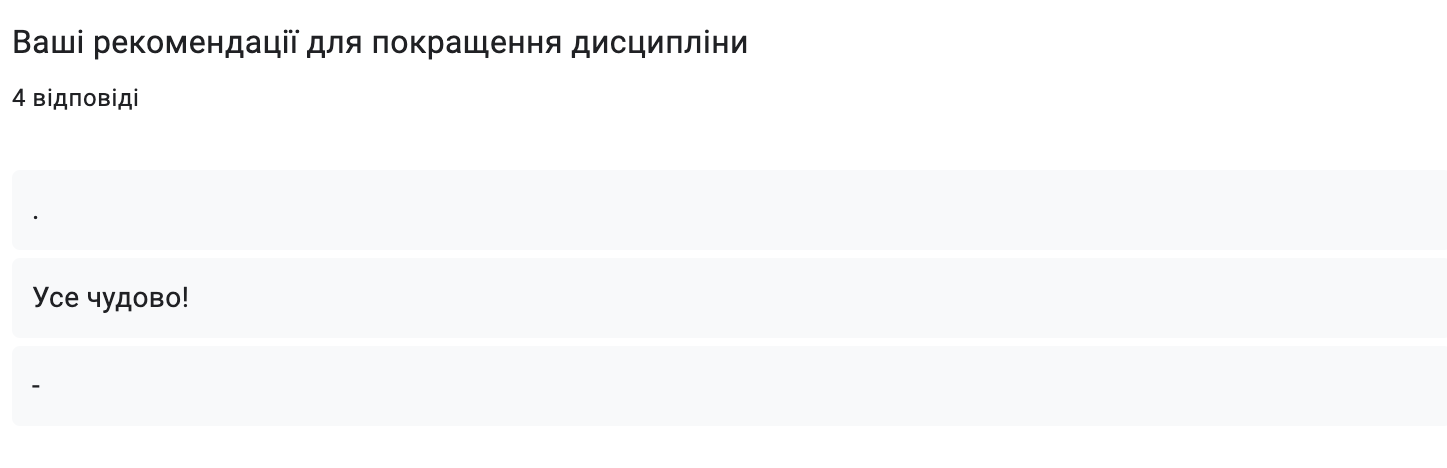 Ваші рекомендації для покращення дисципліни
4 відповіді
.
Усе чудово!
-